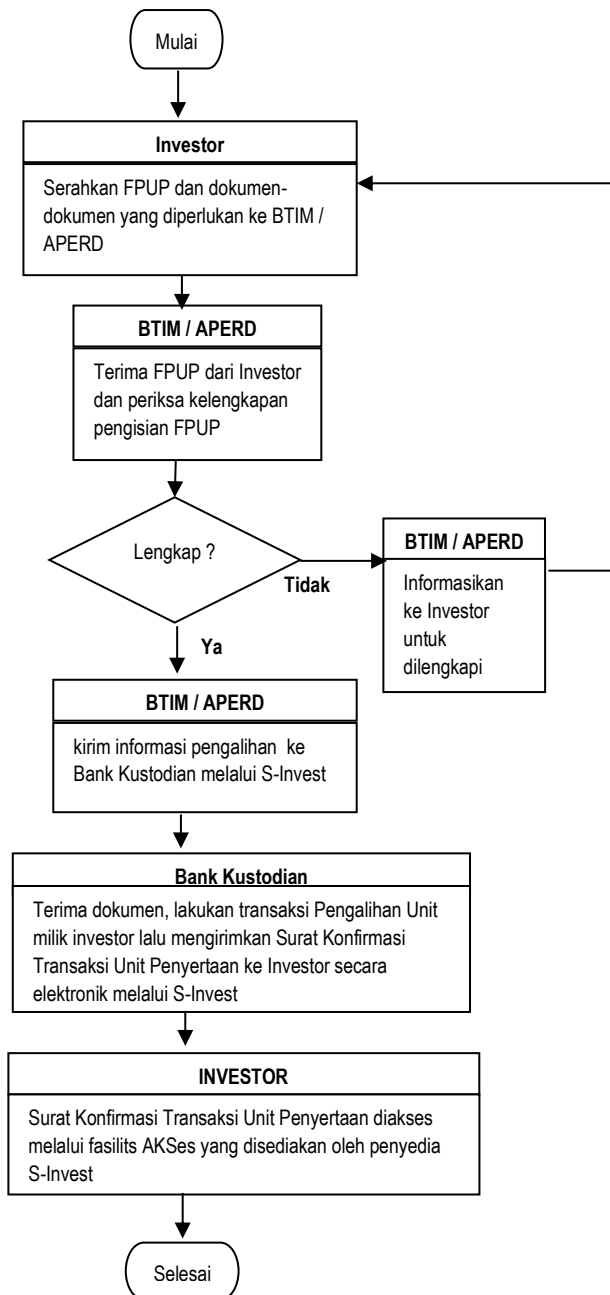 Mulai
Investor
Serahkan FPUP dan dokumen-
dokumen yang diperlukan ke BTIM /
APERD
BTIM / APERD
Terima FPUP dari Investor
dan periksa kelengkapan
pengisian FPUP
Lengkap ?
Tidak
BTIM / APERD
Informasikan
ke Investor
untuk
dilengkapi
Ya
BTIM / APERD
kirim informasi pengalihan ke
Bank Kustodian melalui S-Invest
Bank Kustodian
Terima dokumen, lakukan transaksi Pengalihan Unit
milik investor lalu mengirimkan Surat Konfirmasi
Transaksi Unit Penyertaan ke Investor secara
elektronik melalui S-Invest
INVESTOR
Surat Konfirmasi Transaksi Unit Penyertaan diakses
melalui fasilits AKSes yang disediakan oleh penyedia
S-Invest
Selesai